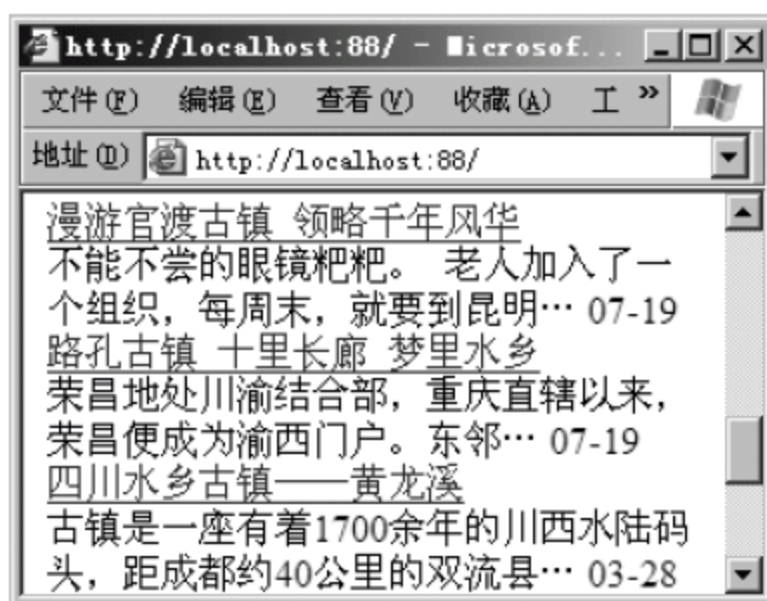 http://localhost:88/ - Microsof...
文件(F) 编辑(E) 查看(V) 收藏(A) 工 »
地址(D) http://localhost:88/
漫游官渡古镇 领略千年风华
不能不尝的眼镜粑粑。 老人加入了一
个组织，每周末，就要到昆明… 07-19
路孔古镇 十里长廊 梦里水乡
荣昌地处川渝结合部，重庆直辖以来，
荣昌便成为渝西门户。东邻… 07-19
四川水乡古镇——黄龙溪
古镇是一座有着1700余年的川西水陆码
头，距成都约40公里的双流县… 03-28